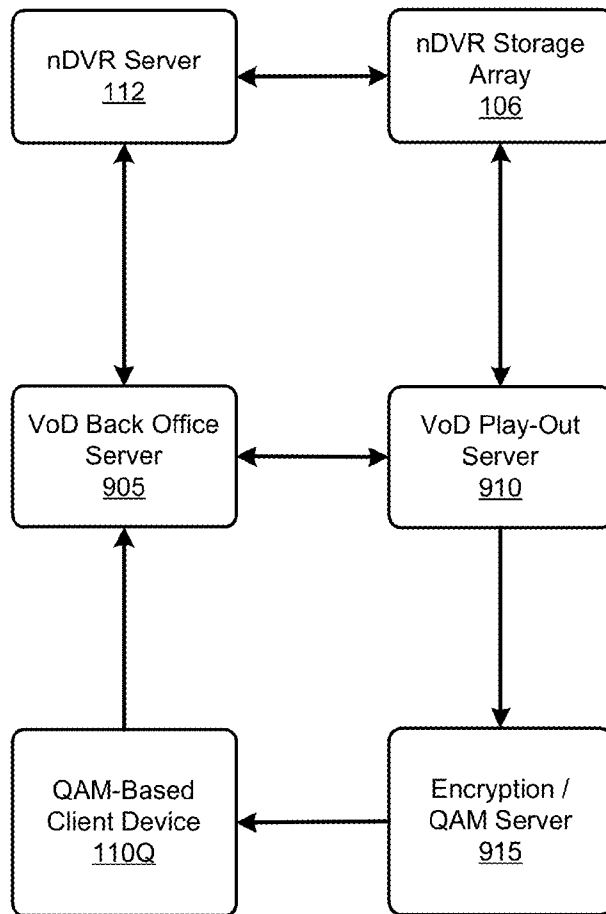 nDVR Server
112
nDVR Storage
Array
106
VoD Back Office
Server
905
VoD Play-Out
Server
910
QAM-Based
Client Device
110Q
Encryption /
QAM Server
915